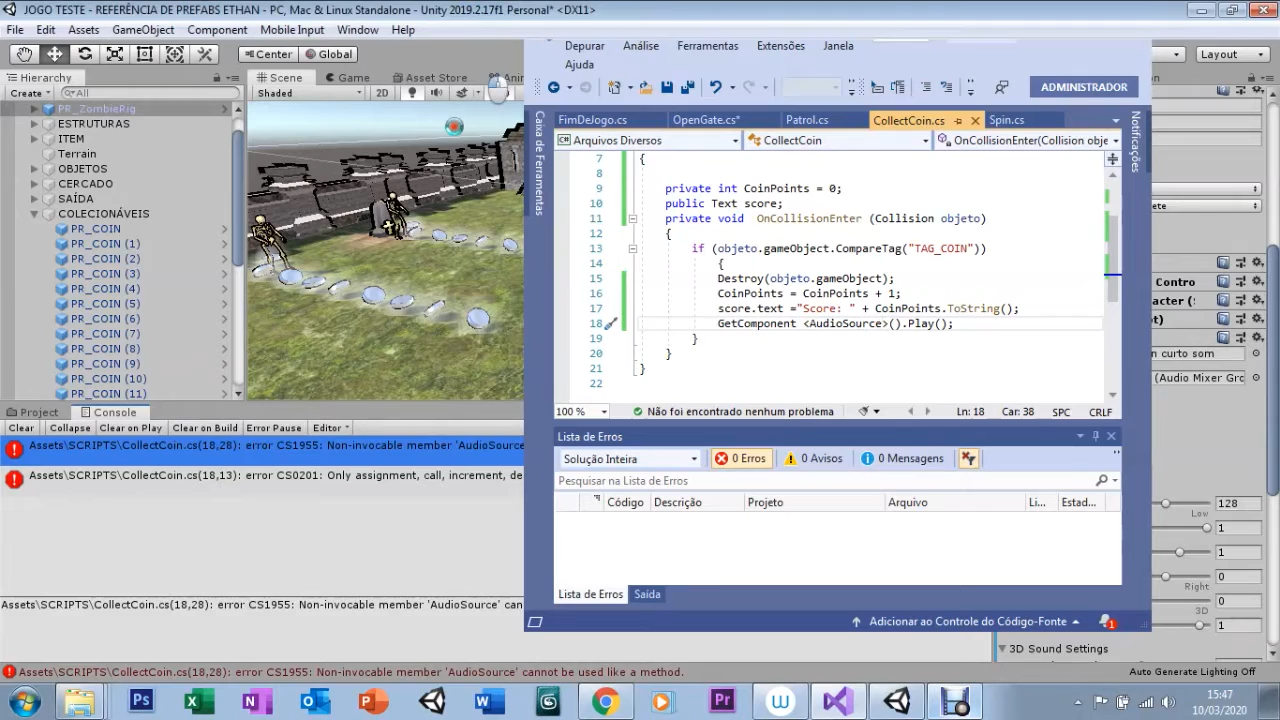 JOGO TESTE - REFERÊNCIA DE PREFABS ETHAN - PC, Mac & Linux Standalone - Unity 2019.2.17f1 Personal* <DX11>
File Edit Assets GameObject Component Mobile Input Window Help
Center Global Layout
Hierarchy Scene Game Asset Store
Create All Shaded 2D
PR_ZombieRig
ESTRUTURAS
ITEM
Terrain
OBJETOS
CERCADO
SAÍDA
COLECIONÁVEIS
PR_COIN
PR_COIN (1)
PR_COIN (2)
PR_COIN (3)
PR_COIN (4)
PR_COIN (5)
PR_COIN (6)
PR_COIN (7)
PR_COIN (8)
PR_COIN (9)
PR_COIN (10)
PR_COIN (11)
Depurar Análise Ferramentas Extensões Janela
Ajuda
ADMINISTRADOR
Caixa de Ferramentas
Notificações
FimDeJogo.cs OpenGate.cs* Patrol.cs CollectCoin.cs Spin.cs
Arquivos Diversos CollectCoin OnCollisionEnter(Collision obje
7 {
8
9 private int CoinPoints = 0;
10 public Text score;
11 private void OnCollisionEnter (Collision objeto)
12 {
13 if (objeto.gameObject.CompareTag("TAG_COIN"))
14 {
15 Destroy(objeto.gameObject);
16 CoinPoints = CoinPoints + 1;
17 score.text ="Score: " + CoinPoints.ToString();
18 GetComponent <AudioSource>().Play();
19 }
20 }
21 }
22
100 % Não foi encontrado nenhum problema Ln: 18 Car: 38 SPC CRLF
Lista de Erros
Solução Inteira 0 Erros 0 Avisos 0 Mensagens
Pesquisar na Lista de Erros
Código Descrição Projeto Arquivo Li... Estad...
Lista de Erros Saída
Adicionar ao Controle do Código-Fonte 1
Project Console
Clear Collapse Clear on Play Clear on Build Error Pause Editor
Assets\SCRIPTS\CollectCoin.cs(18,28): error CS1955: Non-invocable member 'AudioSource
Assets\SCRIPTS\CollectCoin.cs(18,13): error CS0201: Only assignment, call, increment, de
Assets\SCRIPTS\CollectCoin.cs(18,28): error CS1955: Non-invocable member 'AudioSource' can
Contro
acter (
t)
n curto som
(Audio Mixer Gro
128
Low
1
1
0
Right
0
3D
1
3D Sound Settings
Assets\SCRIPTS\CollectCoin.cs(18,28): error CS1955: Non-invocable member 'AudioSource' cannot be used like a method.
Auto Generate Lighting Off
Ps Pr
15:47
10/03/2020